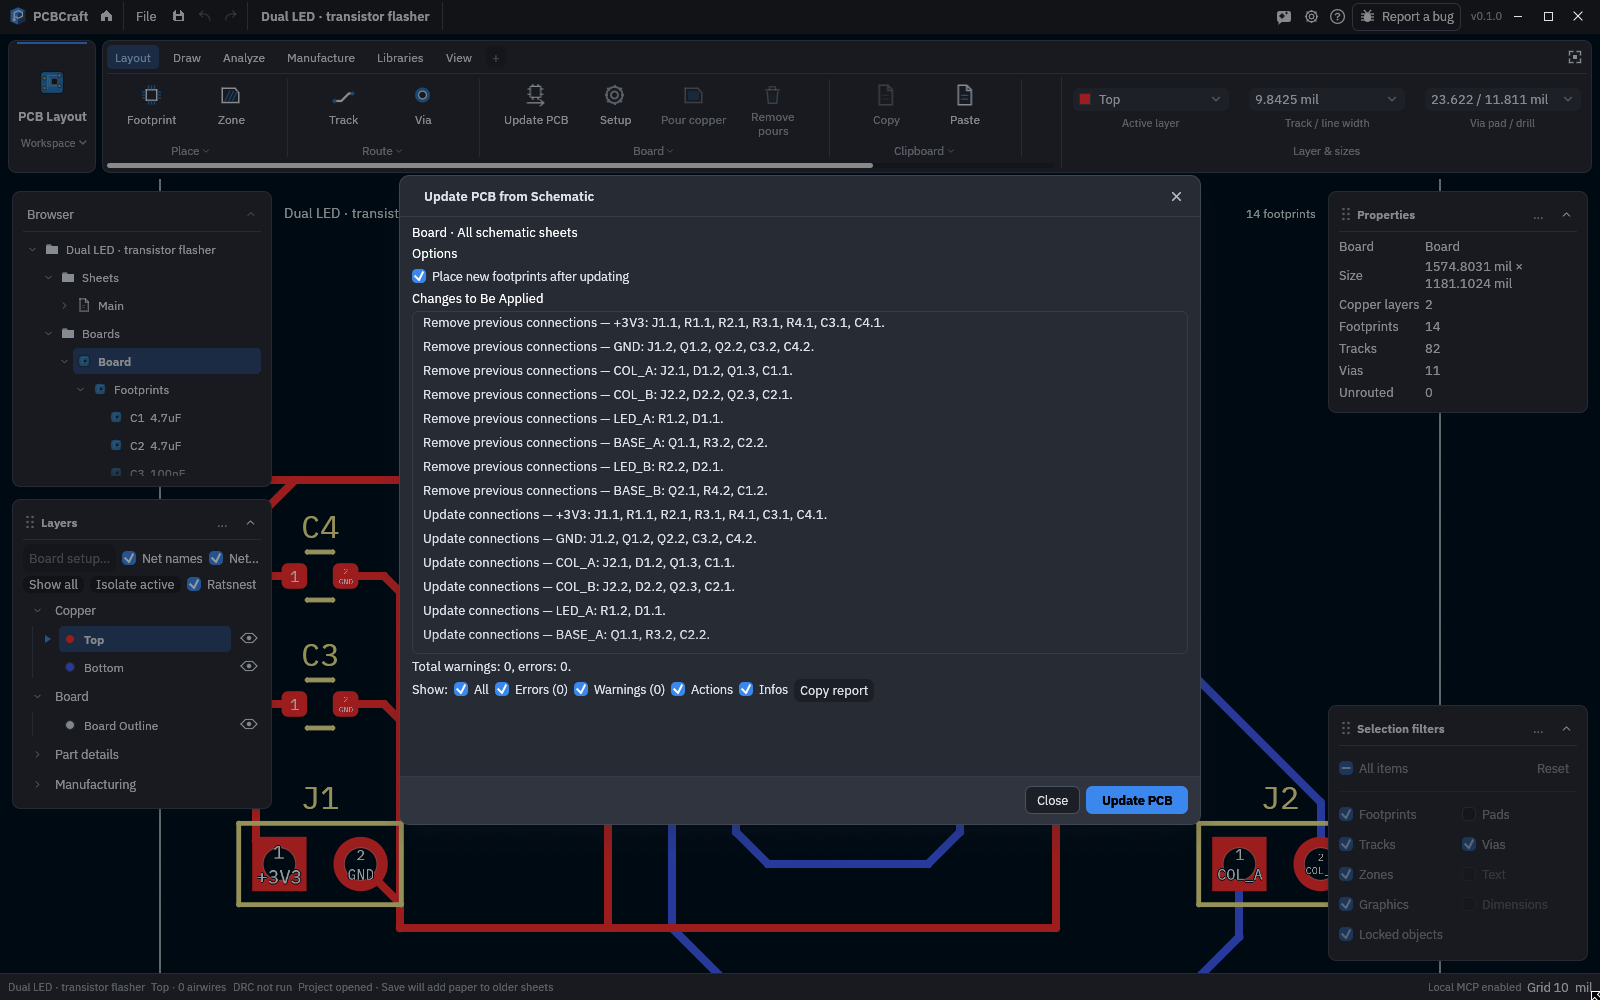 PCBCraft File Dual LED · transistor flasher Report a bug v0.1.0
Layout Draw Analyze Manufacture Libraries View +
PCB Layout
Workspace
Footprint Zone Track Via Update PCB Setup Pour copper Remove pours Copy Paste
Place Route Board Clipboard
Top 9.8425 mil 23.622 / 11.811 mil
Active layer Track / line width Via pad / drill
Layer & sizes
Browser
Dual LED · transistor flasher
Sheets
Main
Boards
Board
Footprints
C1 4.7uF
C2 4.7uF
C3 100nF
Layers ...
Board setup... Net names Net...
Show all Isolate active Ratsnest
Copper
Top
Bottom
Board
Board Outline
Part details
Manufacturing
Dual LED · transist
14 footprints
Update PCB from Schematic
Board · All schematic sheets
Options
Place new footprints after updating
Changes to Be Applied
Remove previous connections — +3V3: J1.1, R1.1, R2.1, R3.1, R4.1, C3.1, C4.1.
Remove previous connections — GND: J1.2, Q1.2, Q2.2, C3.2, C4.2.
Remove previous connections — COL_A: J2.1, D1.2, Q1.3, C1.1.
Remove previous connections — COL_B: J2.2, D2.2, Q2.3, C2.1.
Remove previous connections — LED_A: R1.2, D1.1.
Remove previous connections — BASE_A: Q1.1, R3.2, C2.2.
Remove previous connections — LED_B: R2.2, D2.1.
Remove previous connections — BASE_B: Q2.1, R4.2, C1.2.
Update connections — +3V3: J1.1, R1.1, R2.1, R3.1, R4.1, C3.1, C4.1.
Update connections — GND: J1.2, Q1.2, Q2.2, C3.2, C4.2.
Update connections — COL_A: J2.1, D1.2, Q1.3, C1.1.
Update connections — COL_B: J2.2, D2.2, Q2.3, C2.1.
Update connections — LED_A: R1.2, D1.1.
Update connections — BASE_A: Q1.1, R3.2, C2.2.
Total warnings: 0, errors: 0.
Show: All Errors (0) Warnings (0) Actions Infos Copy report
Close Update PCB
C4
1 2 GND
C3
1 2 GND
J1
1 +3V3 2 GND
J2
1 COL_A 2 COL_
Properties ...
Board Board
Size 1574.8031 mil ×
1181.1024 mil
Copper layers 2
Footprints 14
Tracks 82
Vias 11
Unrouted 0
Selection filters ...
All items Reset
Footprints Pads
Tracks Vias
Zones Text
Graphics Dimensions
Locked objects
Dual LED · transistor flasher Top · 0 airwires DRC not run Project opened · Save will add paper to older sheets Local MCP enabled Grid 10 mil